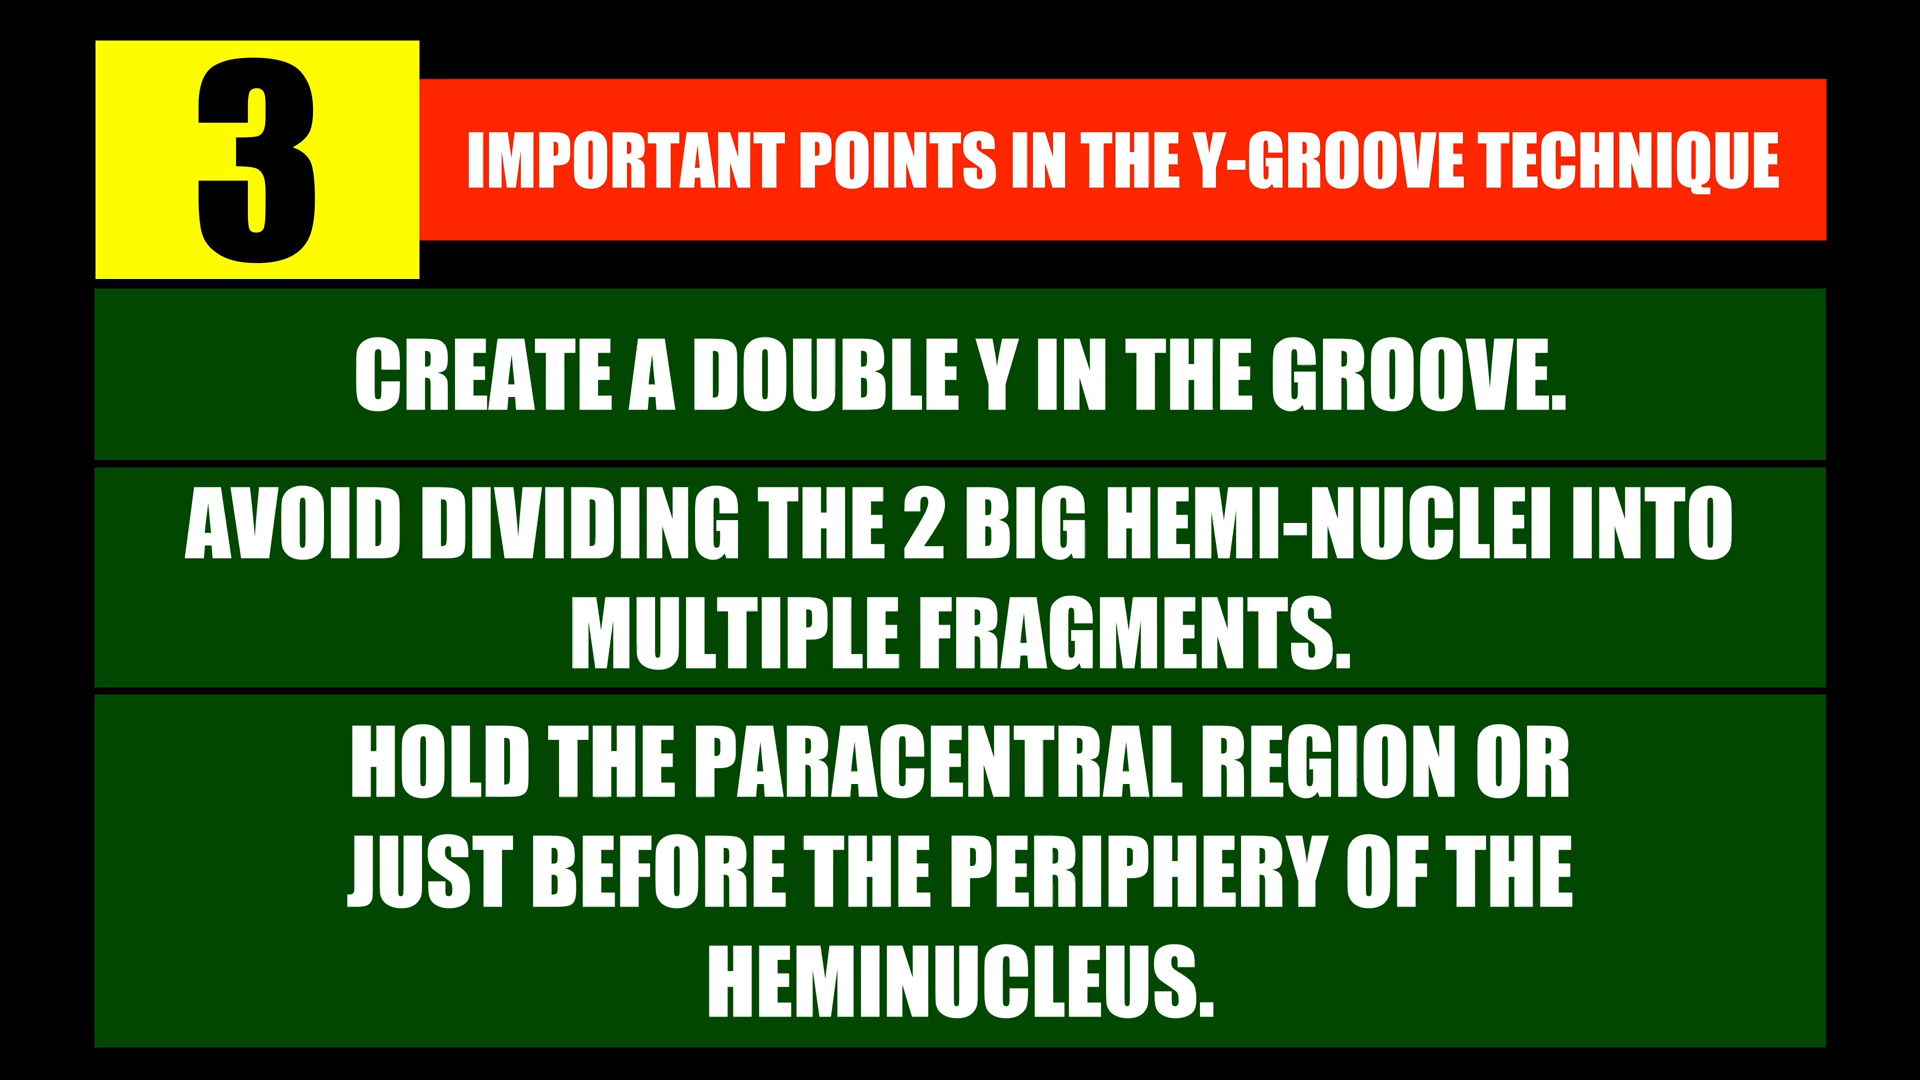 3
IMPORTANT POINTS IN THE Y-GROOVE TECHNIQUE
CREATE A DOUBLE Y IN THE GROOVE.
AVOID DIVIDING THE 2 BIG HEMI-NUCLEI INTO
MULTIPLE FRAGMENTS.
HOLD THE PARACENTRAL REGION OR
JUST BEFORE THE PERIPHERY OF THE
HEMINUCLEUS.